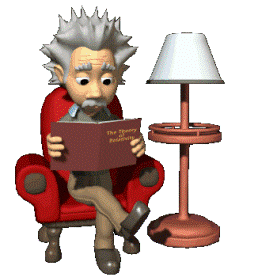 The Theory
of
Relativity